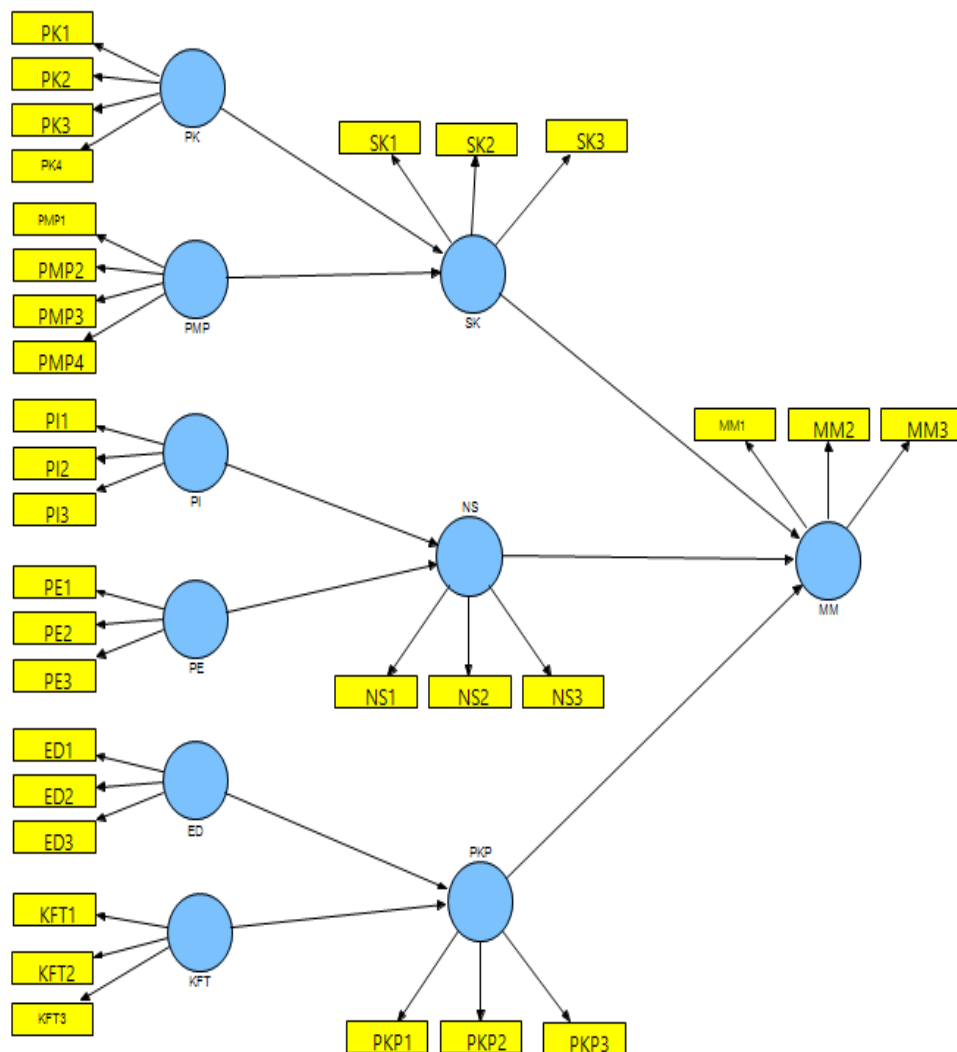 PK1
PK2
PK3
PK4
PK
PMP1
PMP2
PMP3
PMP4
PMP
SK1
SK2
SK3
SK
PI1
PI2
PI3
PI
PE1
PE2
PE3
PE
NS
NS1
NS2
NS3
MM1
MM2
MM3
MM
ED1
ED2
ED3
ED
KFT1
KFT2
KFT3
KFT
PKP
PKP1
PKP2
PKP3